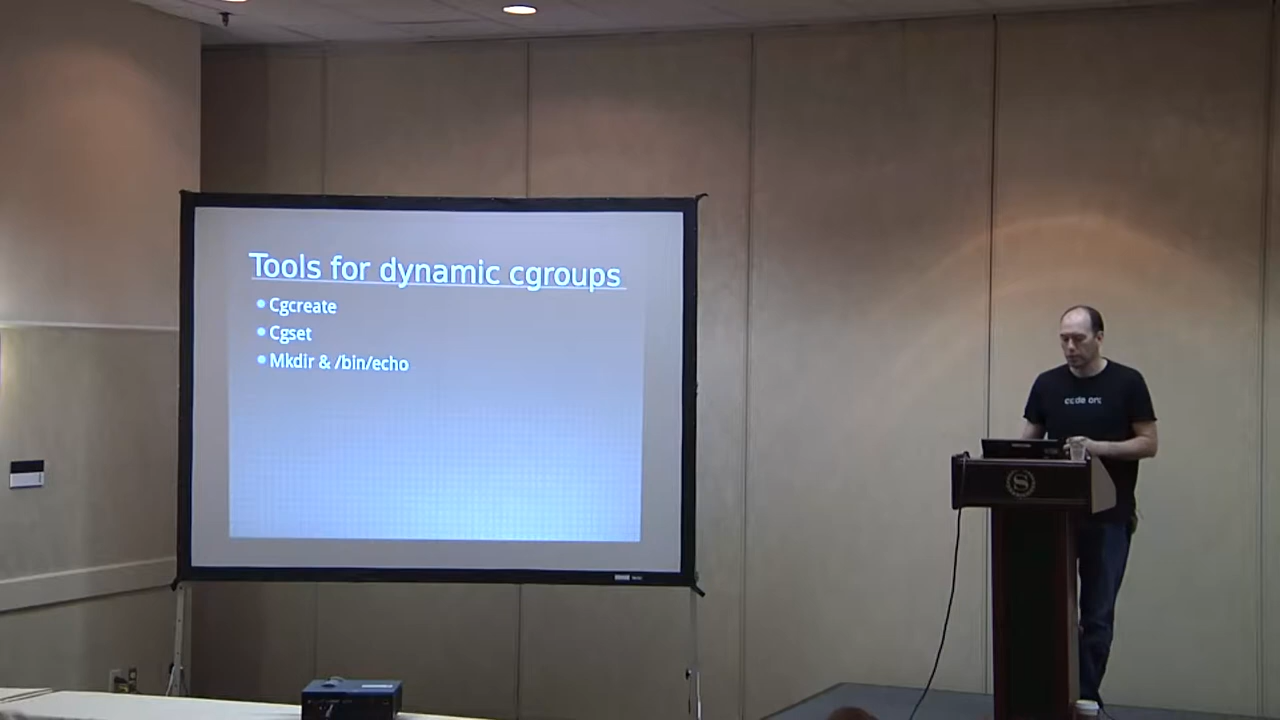 Tools for dynamic cgroups
Cgcreate
Cgset
Mkdir & /bin/echo
S